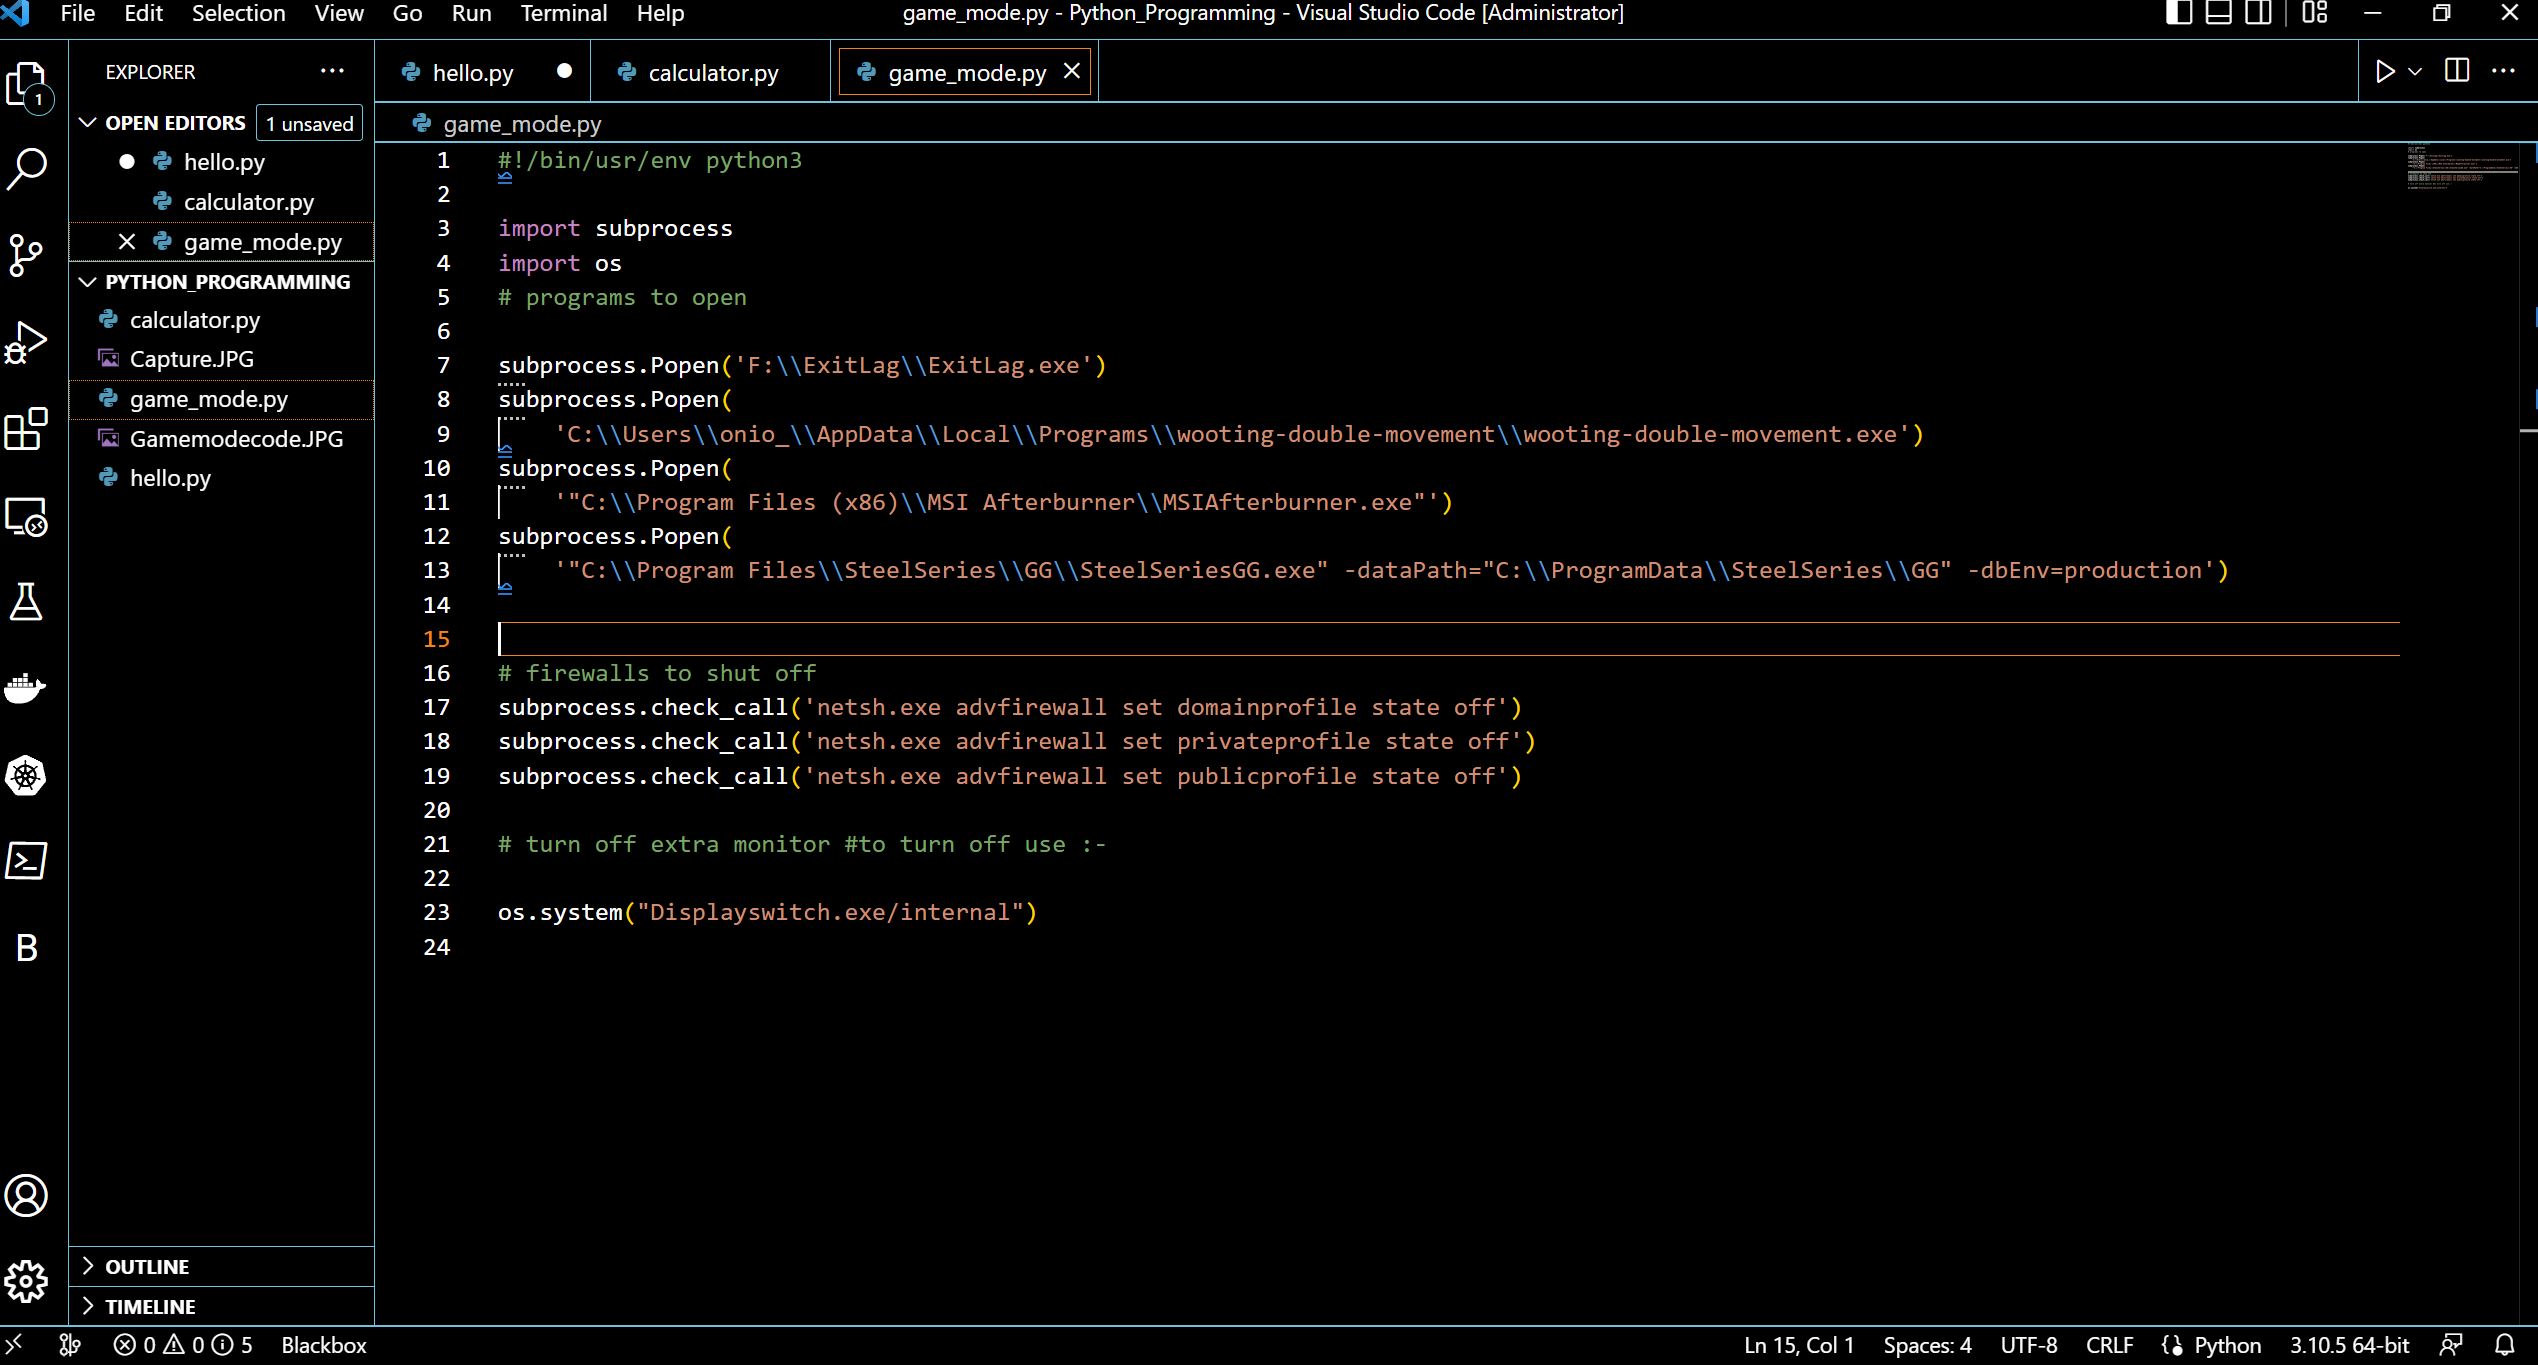 File Edit Selection View Go Run Terminal Help
game_mode.py - Python_Programming - Visual Studio Code [Administrator]
EXPLORER
1
OPEN EDITORS 1 unsaved
hello.py
calculator.py
game_mode.py
PYTHON_PROGRAMMING
calculator.py
Capture.JPG
game_mode.py
Gamemodecode.JPG
hello.py
B
OUTLINE
TIMELINE
hello.py calculator.py game_mode.py
game_mode.py
1 #!/bin/usr/env python3
2
3 import subprocess
4 import os
5 # programs to open
6
7 subprocess.Popen('F:\\ExitLag\\ExitLag.exe')
8 subprocess.Popen(
9     'C:\\Users\\onio_\\AppData\\Local\\Programs\\wooting-double-movement\\wooting-double-movement.exe')
10 subprocess.Popen(
11     '"C:\\Program Files (x86)\\MSI Afterburner\\MSIAfterburner.exe"')
12 subprocess.Popen(
13     '"C:\\Program Files\\SteelSeries\\GG\\SteelSeriesGG.exe" -dataPath="C:\\ProgramData\\SteelSeries\\GG" -dbEnv=production')
14
15
16 # firewalls to shut off
17 subprocess.check_call('netsh.exe advfirewall set domainprofile state off')
18 subprocess.check_call('netsh.exe advfirewall set privateprofile state off')
19 subprocess.check_call('netsh.exe advfirewall set publicprofile state off')
20
21 # turn off extra monitor #to turn off use :-
22
23 os.system("Displayswitch.exe/internal")
24
0 0 5 Blackbox
Ln 15, Col 1 Spaces: 4 UTF-8 CRLF Python 3.10.5 64-bit